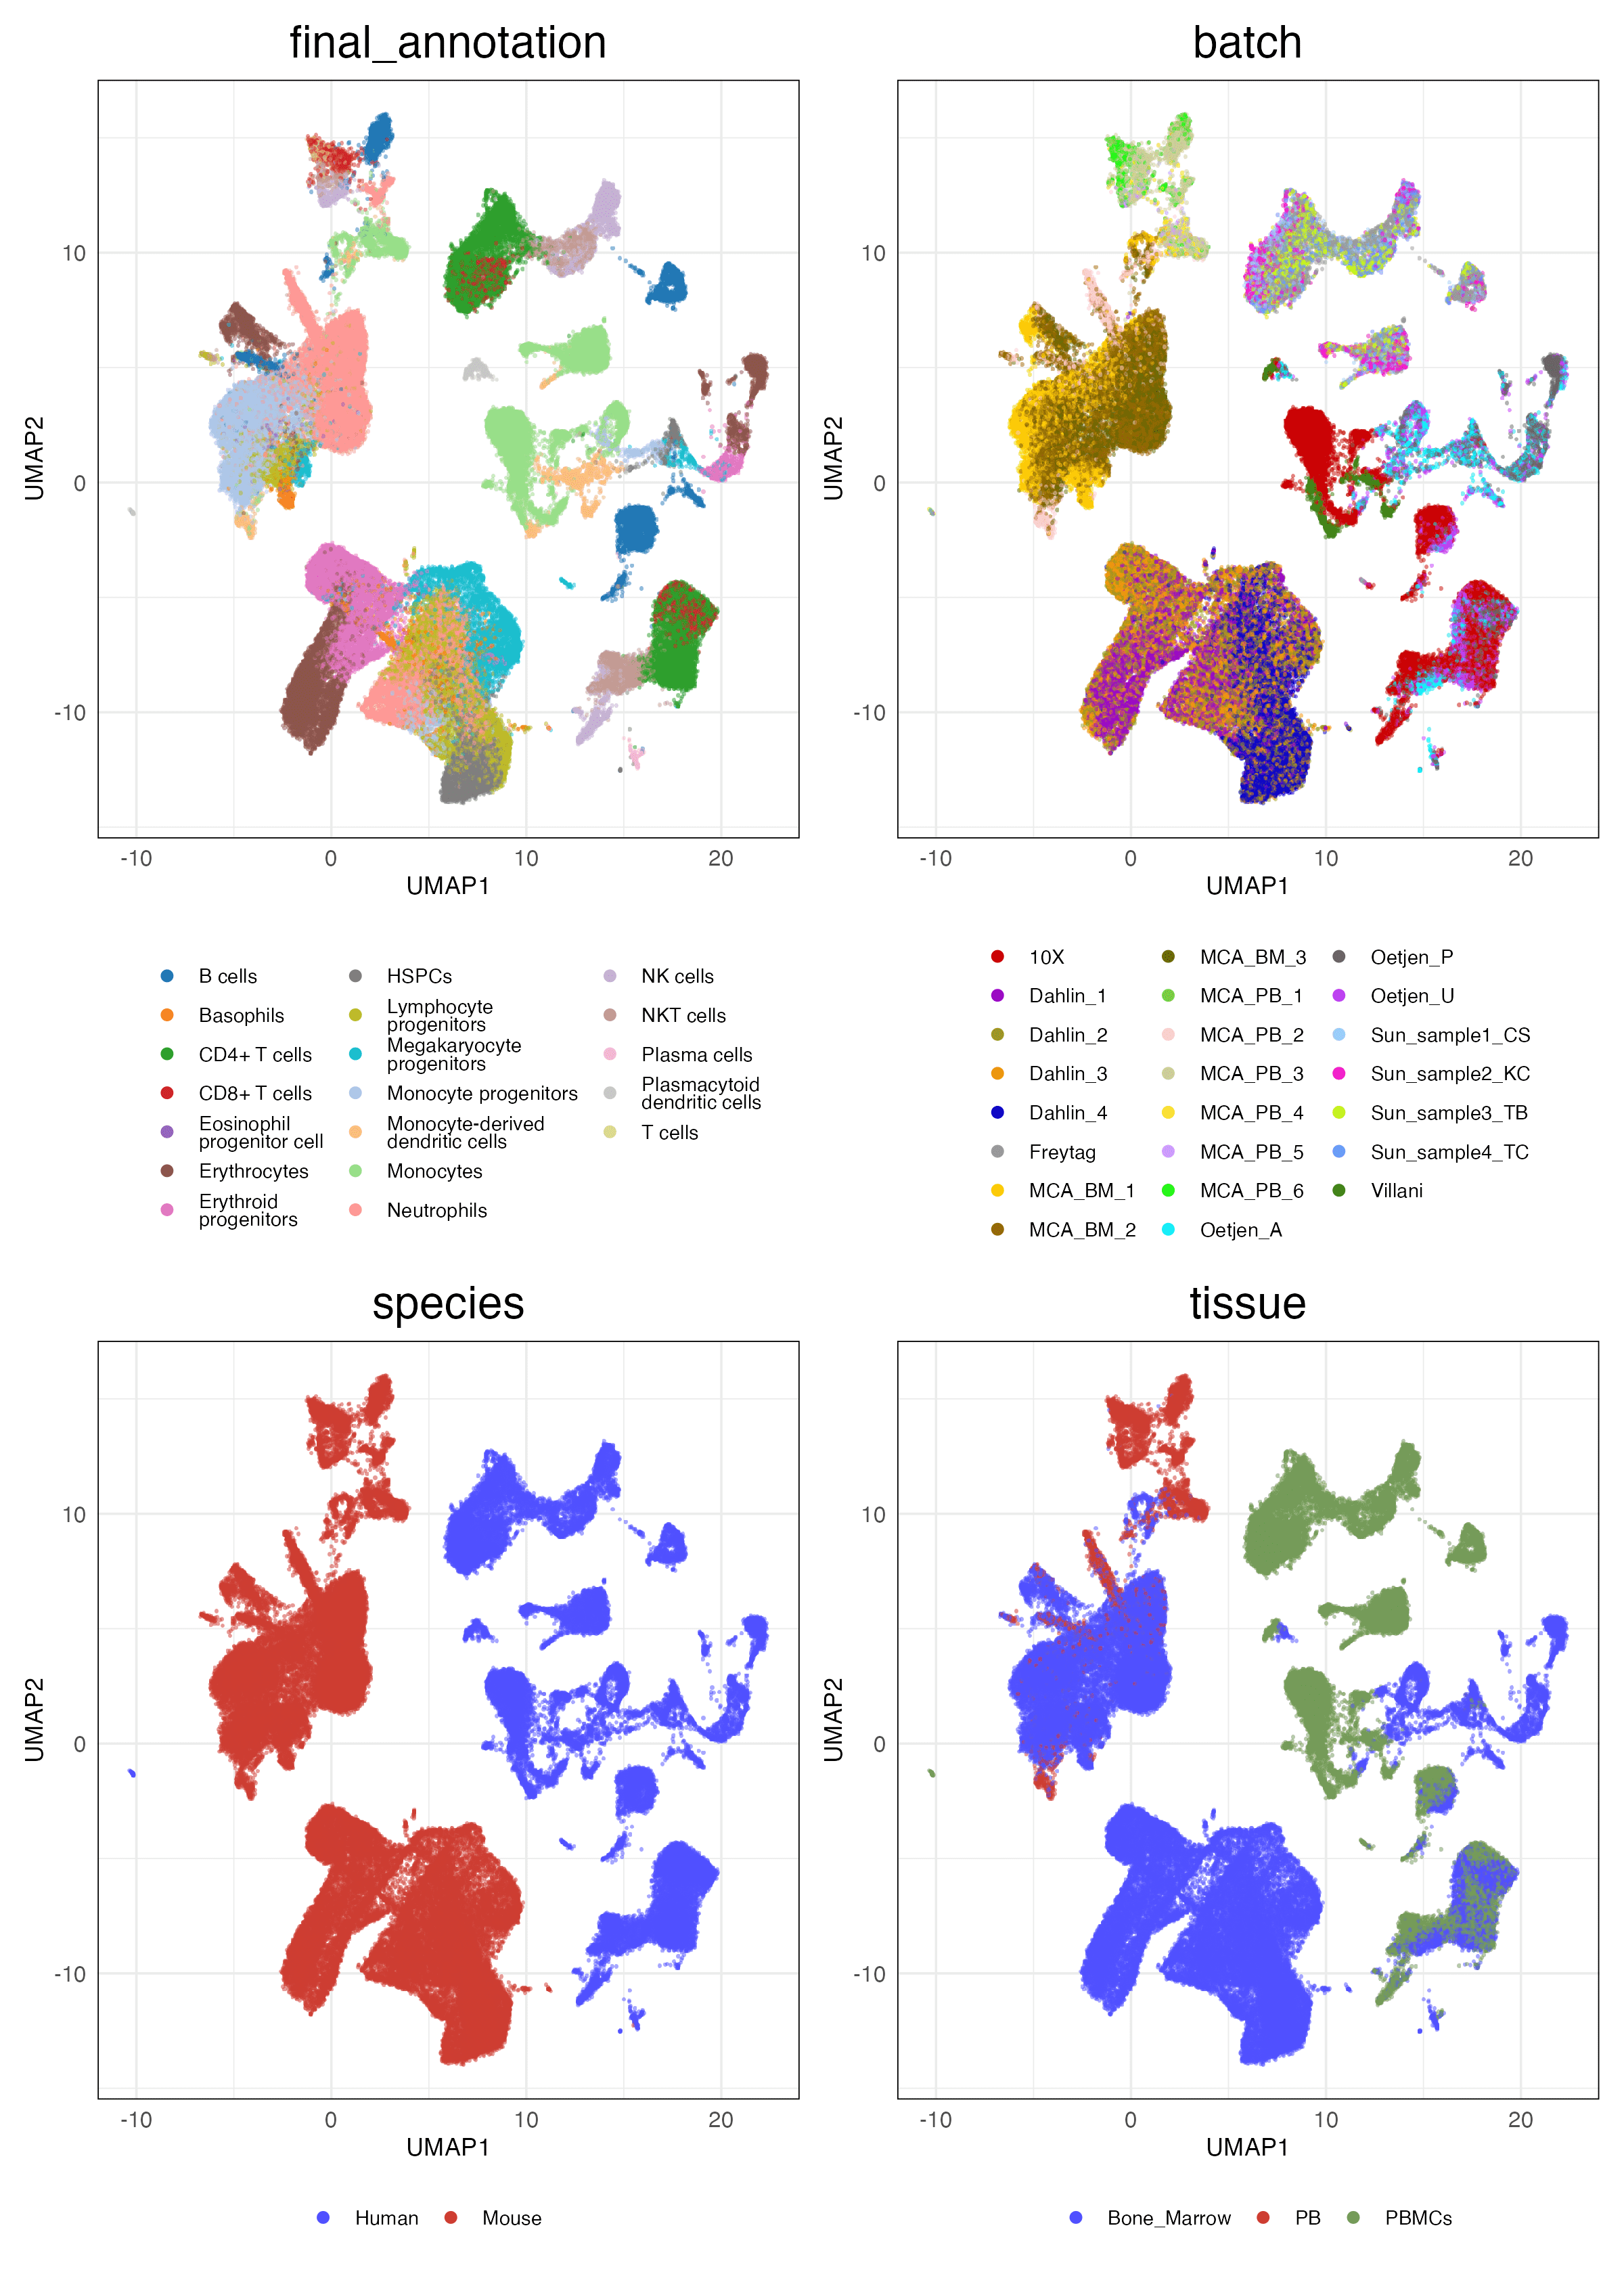 final_annotation
batch
UMAP2
10
0
-10
-10
0
10
20
UMAP1
UMAP2
10
0
-10
-10
0
10
20
UMAP1
B cells
Basophils
CD4+ T cells
CD8+ T cells
Eosinophil
progenitor cell
Erythrocytes
Erythroid
progenitors
HSPCs
Lymphocyte
progenitors
Megakaryocyte
progenitors
Monocyte progenitors
Monocyte-derived
dendritic cells
Monocytes
Neutrophils
NK cells
NKT cells
Plasma cells
Plasmacytoid
dendritic cells
T cells
10X
Dahlin_1
Dahlin_2
Dahlin_3
Dahlin_4
Freytag
MCA_BM_1
MCA_BM_2
MCA_BM_3
MCA_PB_1
MCA_PB_2
MCA_PB_3
MCA_PB_4
MCA_PB_5
MCA_PB_6
Oetjen_A
Oetjen_P
Oetjen_U
Sun_sample1_CS
Sun_sample2_KC
Sun_sample3_TB
Sun_sample4_TC
Villani
species
tissue
UMAP2
10
0
-10
-10
0
10
20
UMAP1
UMAP2
10
0
-10
-10
0
10
20
UMAP1
Human
Mouse
Bone_Marrow
PB
PBMCs